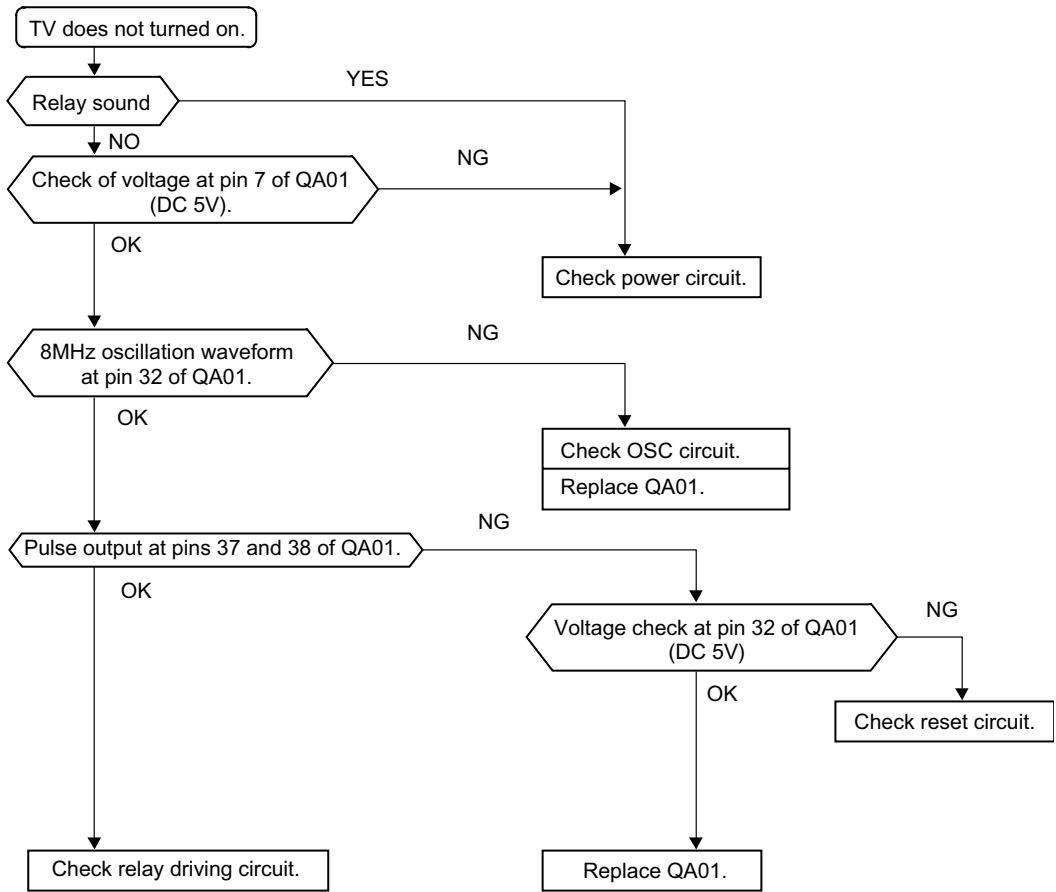 TV does not turned on.
YES
Relay sound
NO
NG
Check of voltage at pin 7 of QA01
(DC 5V).
OK
Check power circuit.
NG
8MHz oscillation waveform
at pin 32 of QA01.
OK
Check OSC circuit.
Replace QA01.
NG
Pulse output at pins 37 and 38 of QA01.
OK
NG
Voltage check at pin 32 of QA01
(DC 5V)
OK
Check reset circuit.
Check relay driving circuit.
Replace QA01.